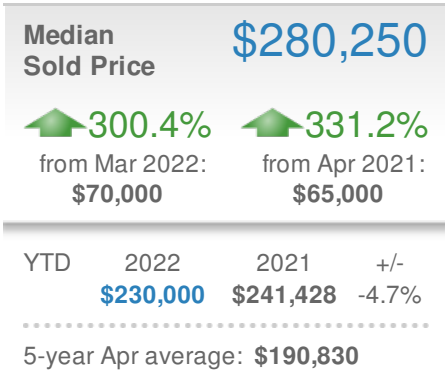 Median $280,250
Sold Price
300.4% 331.2%
from Mar 2022: from Apr 2021:
$70,000 $65,000
YTD 2022 2021 +/-
$230,000 $241,428 -4.7%
5-year Apr average: $190,830